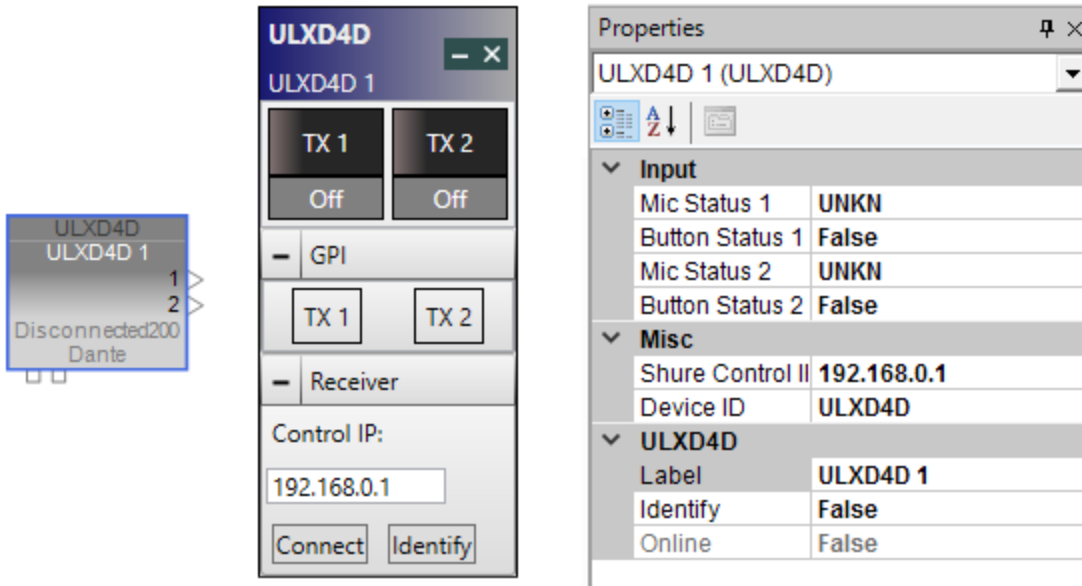 ULXD4D
ULXD4D 1
1
2
Disconnected200
Dante
ULXD4D
ULXD4D 1
TX 1 TX 2
Off Off
GPI
TX 1 TX 2
Receiver
Control IP:
192.168.0.1
Connect Identify
Properties
ULXD4D 1 (ULXD4D)
A
Z
Input
Mic Status 1 UNKN
Button Status 1 False
Mic Status 2 UNKN
Button Status 2 False
Misc
Shure Control II 192.168.0.1
Device ID ULXD4D
ULXD4D
Label ULXD4D 1
Identify False
Online False